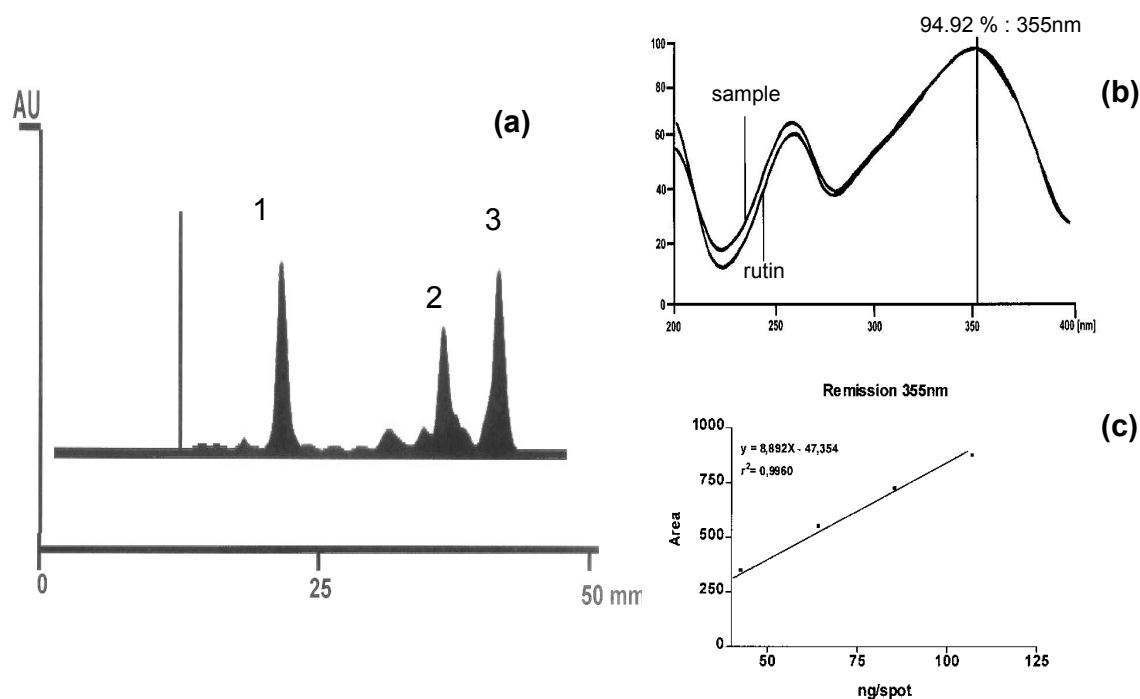 AU
(a)
1
2
3
0
25
50 mm
94.92 % : 355nm
(b)
100
80
60
40
20
0
sample
rutin
200
250
300
350
400 [nm]
Remission 355nm
(c)
1000
750
500
250
0
y = 8,892X - 47,354
r²= 0,9960
Area
50
75
100
125
ng/spot